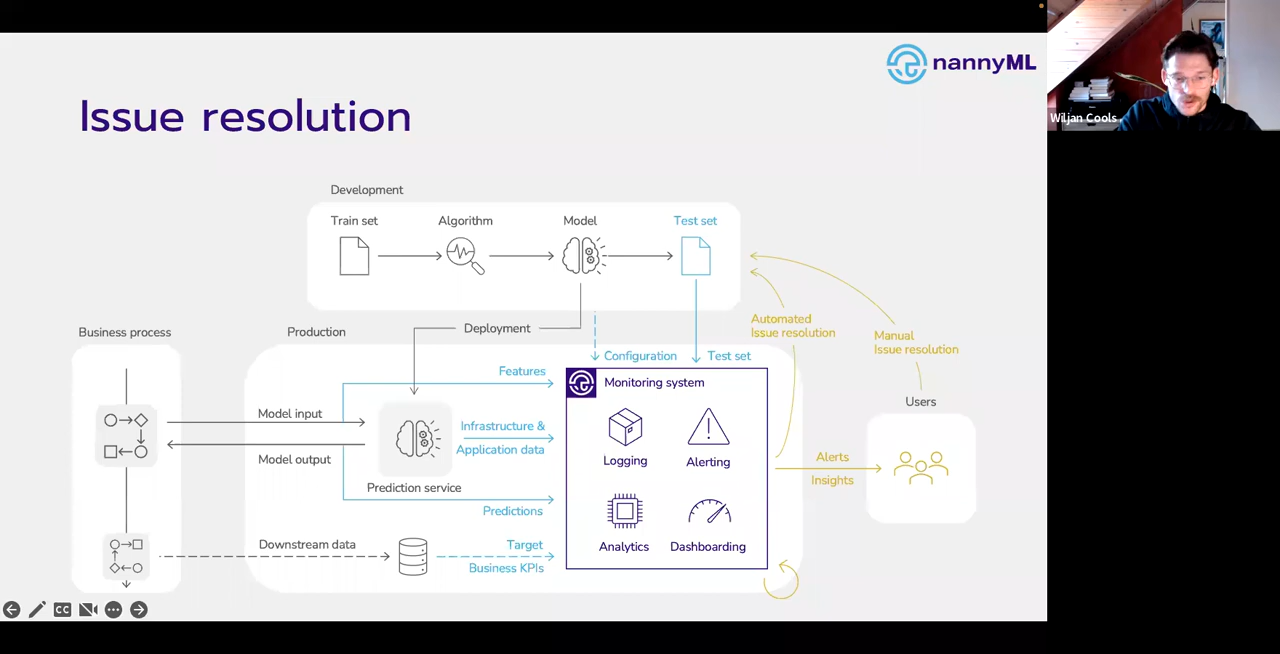 nannyML
Wiljan Cools
Issue resolution
Development
Train set
Algorithm
Model
Test set
Automated
Issue resolution
Manual
Issue resolution
Business process
Production
Deployment
Configuration
Test set
Features
Monitoring system
Users
Model input
Infrastructure &
Application data
Model output
Logging
Alerting
Alerts
Insights
Prediction service
Predictions
Downstream data
Target
Business KPIs
Analytics
Dashboarding
CC